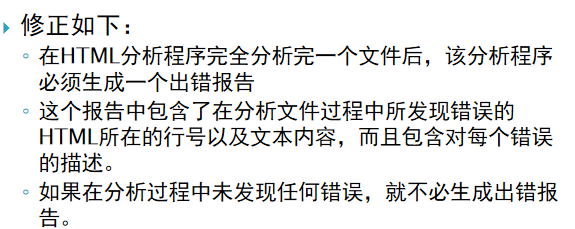 修正如下:
在HTML分析程序完全分析完一个文件后,该分析程序
必须生成一个出错报告
这个报告中包含了在分析文件过程中所发现错误的
HTML所在的行号以及文本内容,而且包含对每个错误
的描述。
如果在分析过程中未发现任何错误,就不必生成出错报
告。